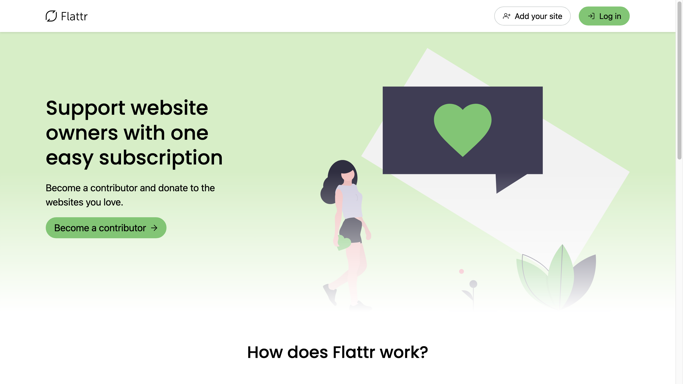 Flattr
Add your site
Log in
Support website
owners with one
easy subscription
Become a contributor and donate to the
websites you love.
Become a contributor →
How does Flattr work?